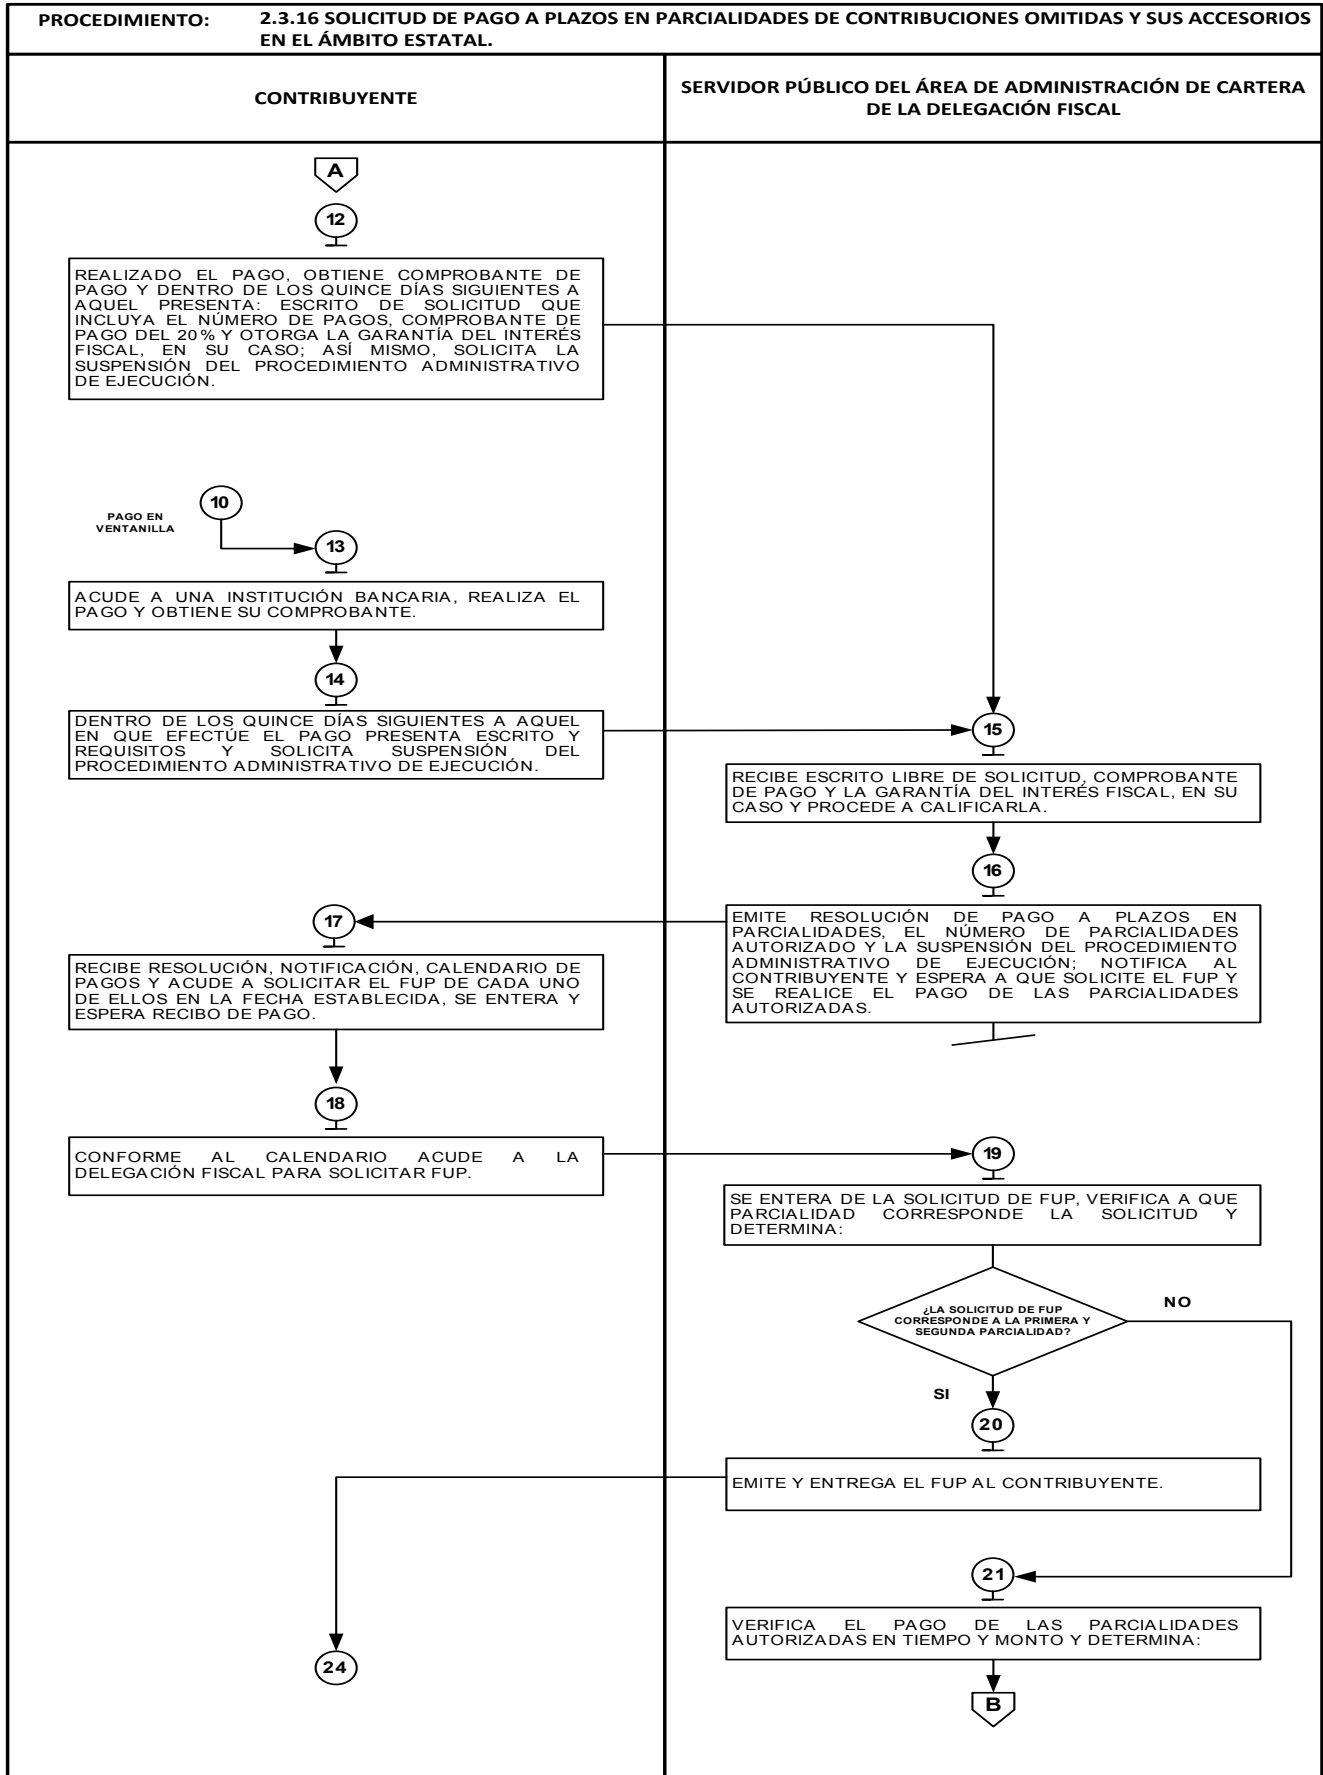 PROCEDIMIENTO: 2.3.16 SOLICITUD DE PAGO A PLAZOS EN PARCIALIDADES DE CONTRIBUCIONES OMITIDAS Y SUS ACCESORIOS
EN EL ÁMBITO ESTATAL.
CONTRIBUYENTE
SERVIDOR PÚBLICO DEL ÁREA DE ADMINISTRACIÓN DE CARTERA
DE LA DELEGACIÓN FISCAL
A
12
REALIZADO EL PAGO, OBTIENE COMPROBANTE DE
PAGO Y DENTRO DE LOS QUINCE DÍAS SIGUIENTES A
AQUEL PRESENTA: ESCRITO DE SOLICITUD QUE
INCLUYA EL NÚMERO DE PAGOS, COMPROBANTE DE
PAGO DEL 20% Y OTORGA LA GARANTÍA DEL INTERÉS
FISCAL, EN SU CASO; ASÍ MISMO, SOLICITA LA
SUSPENSIÓN DEL PROCEDIMIENTO ADMINISTRATIVO
DE EJECUCIÓN.
10
PAGO EN
VENTANILLA
13
ACUDE A UNA INSTITUCIÓN BANCARIA, REALIZA EL
PAGO Y OBTIENE SU COMPROBANTE.
14
DENTRO DE LOS QUINCE DÍAS SIGUIENTES A AQUEL
EN QUE EFECTÚE EL PAGO PRESENTA ESCRITO Y
REQUISITOS Y SOLICITA SUSPENSIÓN DEL
PROCEDIMIENTO ADMINISTRATIVO DE EJECUCIÓN.
15
RECIBE ESCRITO LIBRE DE SOLICITUD, COMPROBANTE
DE PAGO Y LA GARANTÍA DEL INTERÉS FISCAL, EN SU
CASO Y PROCEDE A CALIFICARLA.
16
EMITE RESOLUCIÓN DE PAGO A PLAZOS EN
PARCIALIDADES, EL NÚMERO DE PARCIALIDADES
AUTORIZADO Y LA SUSPENSIÓN DEL PROCEDIMIENTO
ADMINISTRATIVO DE EJECUCIÓN; NOTIFICA AL
CONTRIBUYENTE Y ESPERA A QUE SOLICITE EL FUP Y
SE REALICE EL PAGO DE LAS PARCIALIDADES
AUTORIZADAS.
17
RECIBE RESOLUCIÓN, NOTIFICACIÓN, CALENDARIO DE
PAGOS Y ACUDE A SOLICITAR EL FUP DE CADA UNO
DE ELLOS EN LA FECHA ESTABLECIDA, SE ENTERA Y
ESPERA RECIBO DE PAGO.
18
CONFORME AL CALENDARIO ACUDE A LA
DELEGACIÓN FISCAL PARA SOLICITAR FUP.
19
SE ENTERA DE LA SOLICITUD DE FUP, VERIFICA A QUE
PARCIALIDAD CORRESPONDE LA SOLICITUD Y
DETERMINA:
¿LA SOLICITUD DE FUP
CORRESPONDE A LA PRIMERA Y
SEGUNDA PARCIALIDAD?
NO
SI
20
EMITE Y ENTREGA EL FUP AL CONTRIBUYENTE.
21
VERIFICA EL PAGO DE LAS PARCIALIDADES
AUTORIZADAS EN TIEMPO Y MONTO Y DETERMINA:
24
B